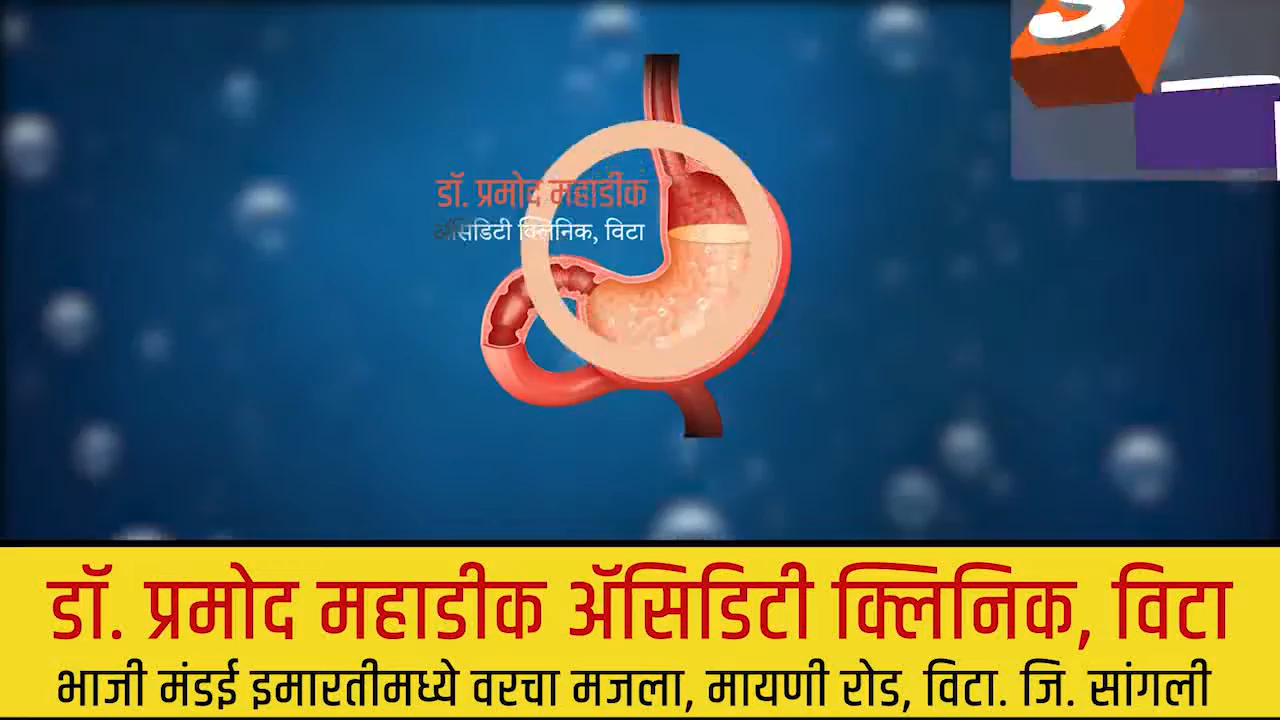 S
डॉ. प्रमोद महाडीक
ॲसिडिटी क्लिनिक, विटा
डॉ. प्रमोद महाडीक ॲसिडिटी क्लिनिक, विटा
भाजी मंडई इमारतीमध्ये वरचा मजला, मायणी रोड, विटा. जि. सांगली